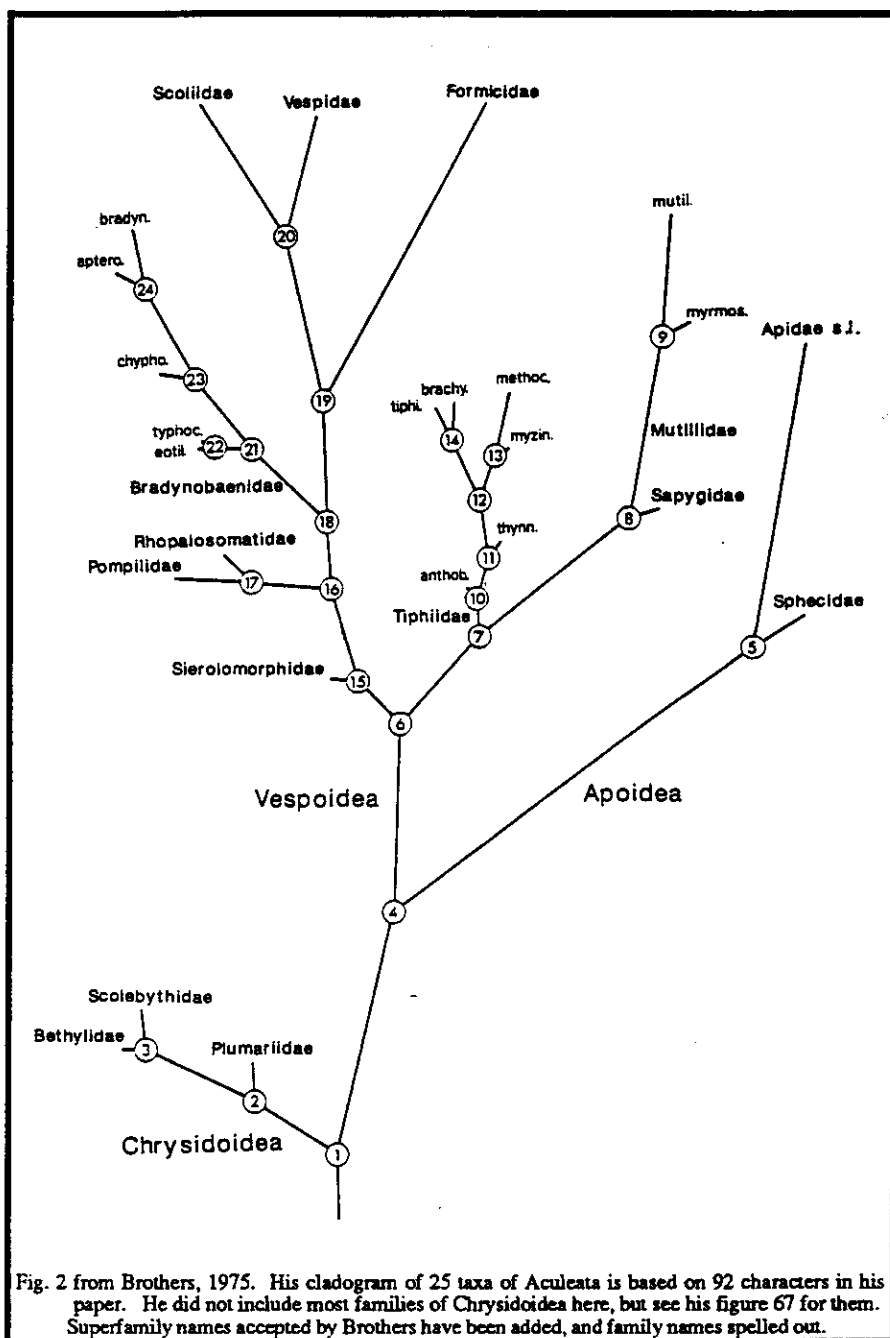 Scoliidae
Vespidae
Formicidae
bradyn.
mutil.
aptero.
20
24
myrmos.
9
Apidae s.l.
chypho.
23
methoc.
brachy.
19
tiphi.
typhoc.
14
13
myzin.
Mutillidae
eotil.
22
21
Bradynobaenidae
12
Sapygidae
18
8
Rhopalosomatidae
thynn.
11
Pompilidae
17
16
anthob.
10
Sphecidae
Tiphiidae
7
5
Sierolomorphidae
15
6
Vespoidea
Apoidea
4
Scolebythidae
Bethylidae
3
Plumariidae
2
Chrysidoidea
1
Fig. 2 from Brothers, 1975. His cladogram of 25 taxa of Aculeata is based on 92 characters in his
paper. He did not include most families of Chrysidoidea here, but see his figure 67 for them.
Superfamily names accepted by Brothers have been added, and family names spelled out.